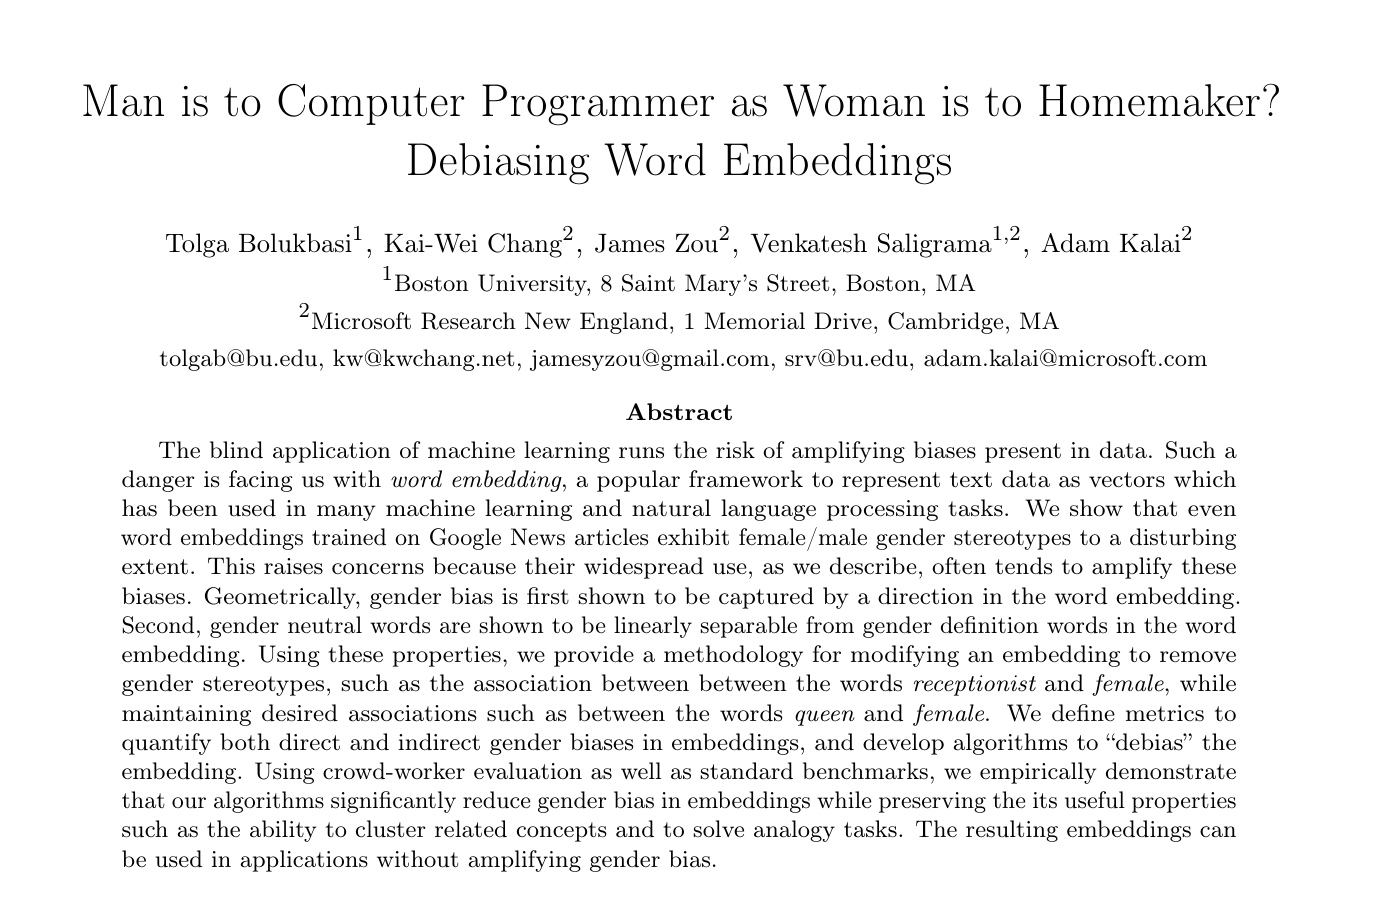 Man is to Computer Programmer as Woman is to Homemaker?
Debiasing Word Embeddings
Tolga Bolukbasi1, Kai-Wei Chang2, James Zou2, Venkatesh Saligrama1,2, Adam Kalai2
1Boston University, 8 Saint Mary's Street, Boston, MA
2Microsoft Research New England, 1 Memorial Drive, Cambridge, MA
tolgab@bu.edu, kw@kwchang.net, jamesyzou@gmail.com, srv@bu.edu, adam.kalai@microsoft.com
Abstract
The blind application of machine learning runs the risk of amplifying biases present in data. Such a
danger is facing us with word embedding, a popular framework to represent text data as vectors which
has been used in many machine learning and natural language processing tasks. We show that even
word embeddings trained on Google News articles exhibit female/male gender stereotypes to a disturbing
extent. This raises concerns because their widespread use, as we describe, often tends to amplify these
biases. Geometrically, gender bias is first shown to be captured by a direction in the word embedding.
Second, gender neutral words are shown to be linearly separable from gender definition words in the word
embedding. Using these properties, we provide a methodology for modifying an embedding to remove
gender stereotypes, such as the association between between the words receptionist and female, while
maintaining desired associations such as between the words queen and female. We define metrics to
quantify both direct and indirect gender biases in embeddings, and develop algorithms to “debias” the
embedding. Using crowd-worker evaluation as well as standard benchmarks, we empirically demonstrate
that our algorithms significantly reduce gender bias in embeddings while preserving the its useful properties
such as the ability to cluster related concepts and to solve analogy tasks. The resulting embeddings can
be used in applications without amplifying gender bias.